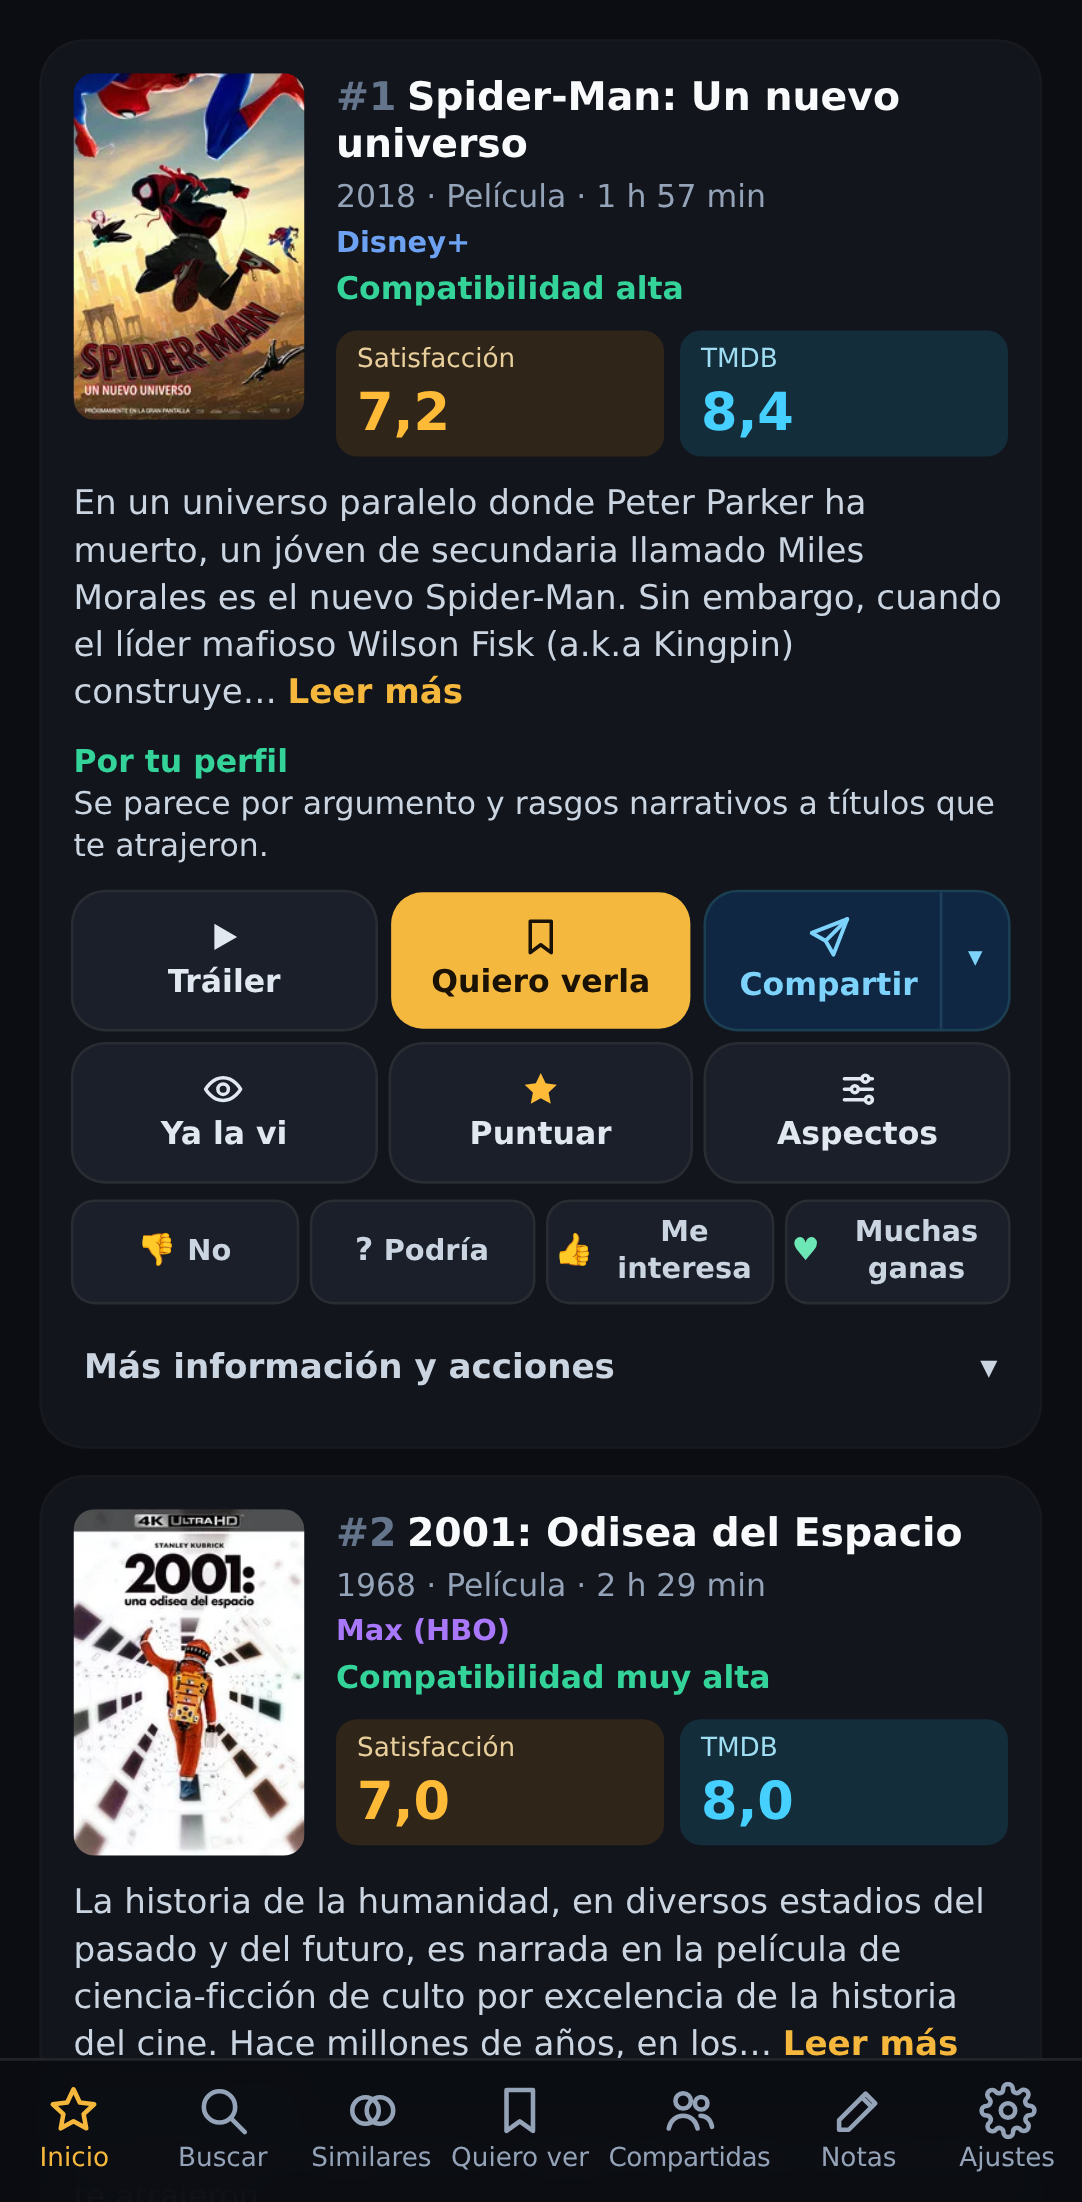 #1 Spider-Man: Un nuevo
universo
2018 · Película · 1 h 57 min
Disney+
Compatibilidad alta
Satisfacción
7,2
TMDB
8,4
SPIDER-MAN
UN NUEVO UNIVERSO
PRÓXIMAMENTE EN LA GRAN PANTALLA
En un universo paralelo donde Peter Parker ha
muerto, un jóven de secundaria llamado Miles
Morales es el nuevo Spider-Man. Sin embargo, cuando
el líder mafioso Wilson Fisk (a.k.a Kingpin)
construye... Leer más
Por tu perfil
Se parece por argumento y rasgos narrativos a títulos que
te atrajeron.
Tráiler
Quiero verla
Compartir
▼
Ya la vi
Puntuar
Aspectos
👎 No
? Podría
👍 Me
interesa
♥ Muchas
ganas
Más información y acciones ▼
4K ULTRA HD
STANLEY KUBRICK
2001:
una odisea del espacio
#2 2001: Odisea del Espacio
1968 · Película · 2 h 29 min
Max (HBO)
Compatibilidad muy alta
Satisfacción
7,0
TMDB
8,0
La historia de la humanidad, en diversos estadios del
pasado y del futuro, es narrada en la película de
ciencia-ficción de culto por excelencia de la historia
del cine. Hace millones de años, en los... Leer más
Inicio
Buscar
Similares
Quiero ver
Compartidas
Notas
Ajustes